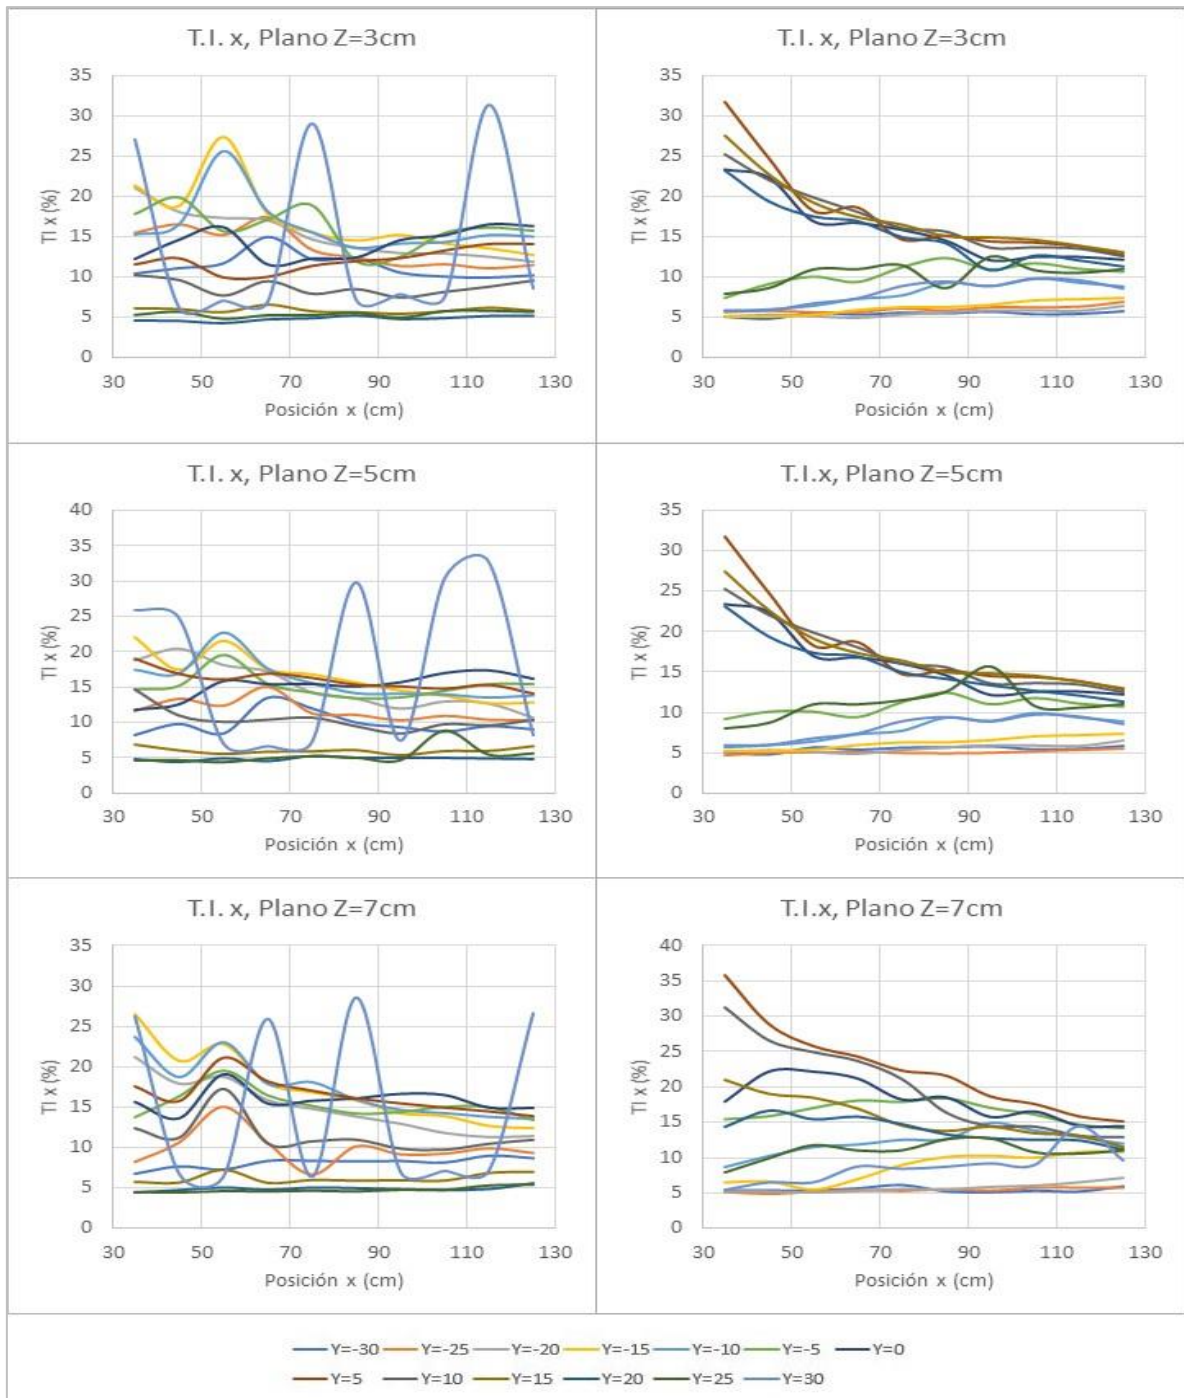 T.I. x, Plano Z=3cm
35
30
25
20
15
10
5
0
TI x (%)
30 50 70 90 110 130
Posición x (cm)
T.I. x, Plano Z=3cm
35
30
25
20
15
10
5
0
TI x (%)
30 50 70 90 110 130
Posición x (cm)
T.I. x, Plano Z=5cm
40
35
30
25
20
15
10
5
0
TI x (%)
30 50 70 90 110 130
Posición x (cm)
T.I.x, Plano Z=5cm
35
30
25
20
15
10
5
0
TI x (%)
30 50 70 90 110 130
Posición x (cm)
T.I. x, Plano Z=7cm
35
30
25
20
15
10
5
0
TI x (%)
30 50 70 90 110 130
Posición x (cm)
T.I.x, Plano Z=7cm
40
35
30
25
20
15
10
5
0
TI x (%)
30 50 70 90 110 130
Posición x (cm)
Y=-30 Y=-25 Y=-20 Y=-15 Y=-10 Y=-5 Y=0
Y=5 Y=10 Y=15 Y=20 Y=25 Y=30